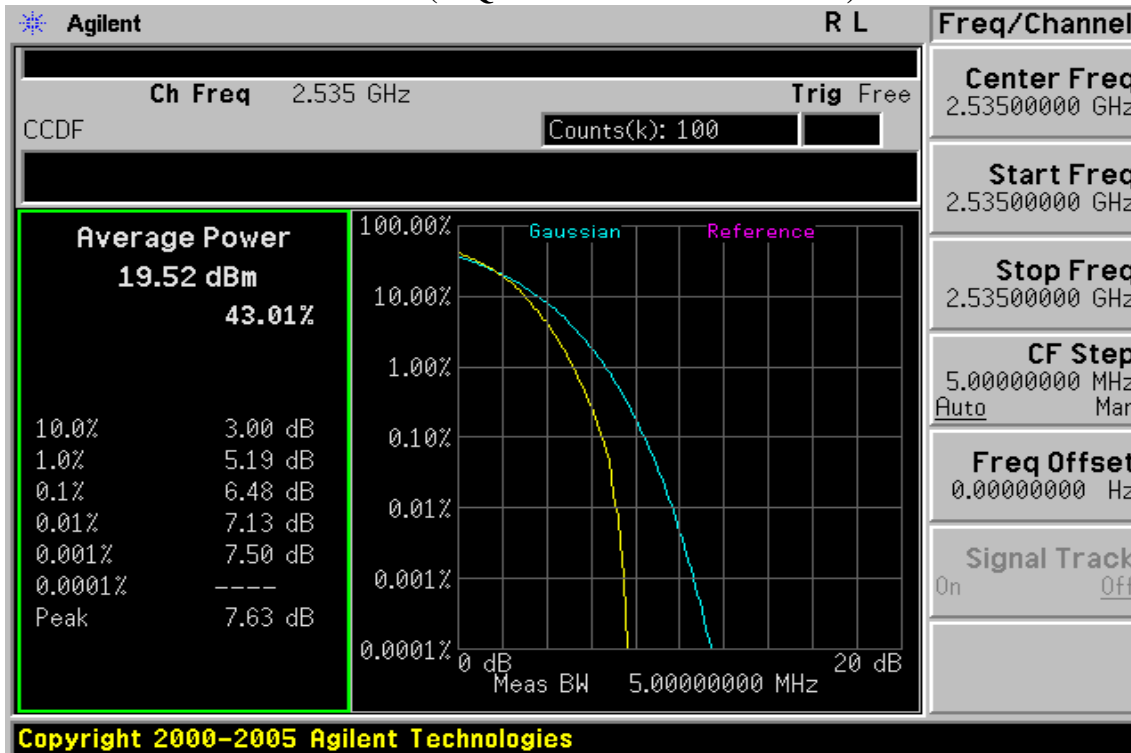 Agilent R L Freq/Channel
Ch Freq 2.535 GHz Trig Free
CCDF Counts(k): 100
Center Freq
2.53500000 GHz
Start Freq
2.53500000 GHz
Stop Freq
2.53500000 GHz
CF Step
5.00000000 MHz
Auto Man
Freq Offset
0.00000000 Hz
Signal Track
On Off
Average Power
19.52 dBm
43.01%
10.0% 3.00 dB
1.0% 5.19 dB
0.1% 6.48 dB
0.01% 7.13 dB
0.001% 7.50 dB
0.0001% ----
Peak 7.63 dB
Gaussian Reference
100.00%
10.00%
1.00%
0.10%
0.01%
0.001%
0.0001%
0 dB 20 dB
Meas BW 5.00000000 MHz
Copyright 2000-2005 Agilent Technologies